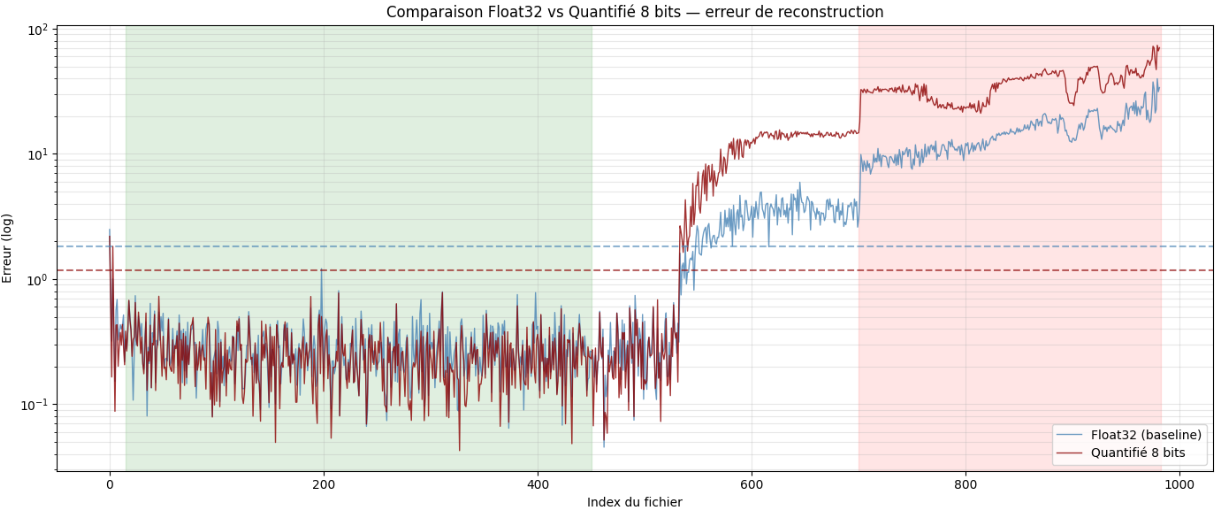 Comparaison Float32 vs Quantifié 8 bits — erreur de reconstruction
Erreur (log)
10²
10¹
10⁰
10⁻¹
0
200
400
600
800
1000
Index du fichier
Float32 (baseline)
Quantifié 8 bits